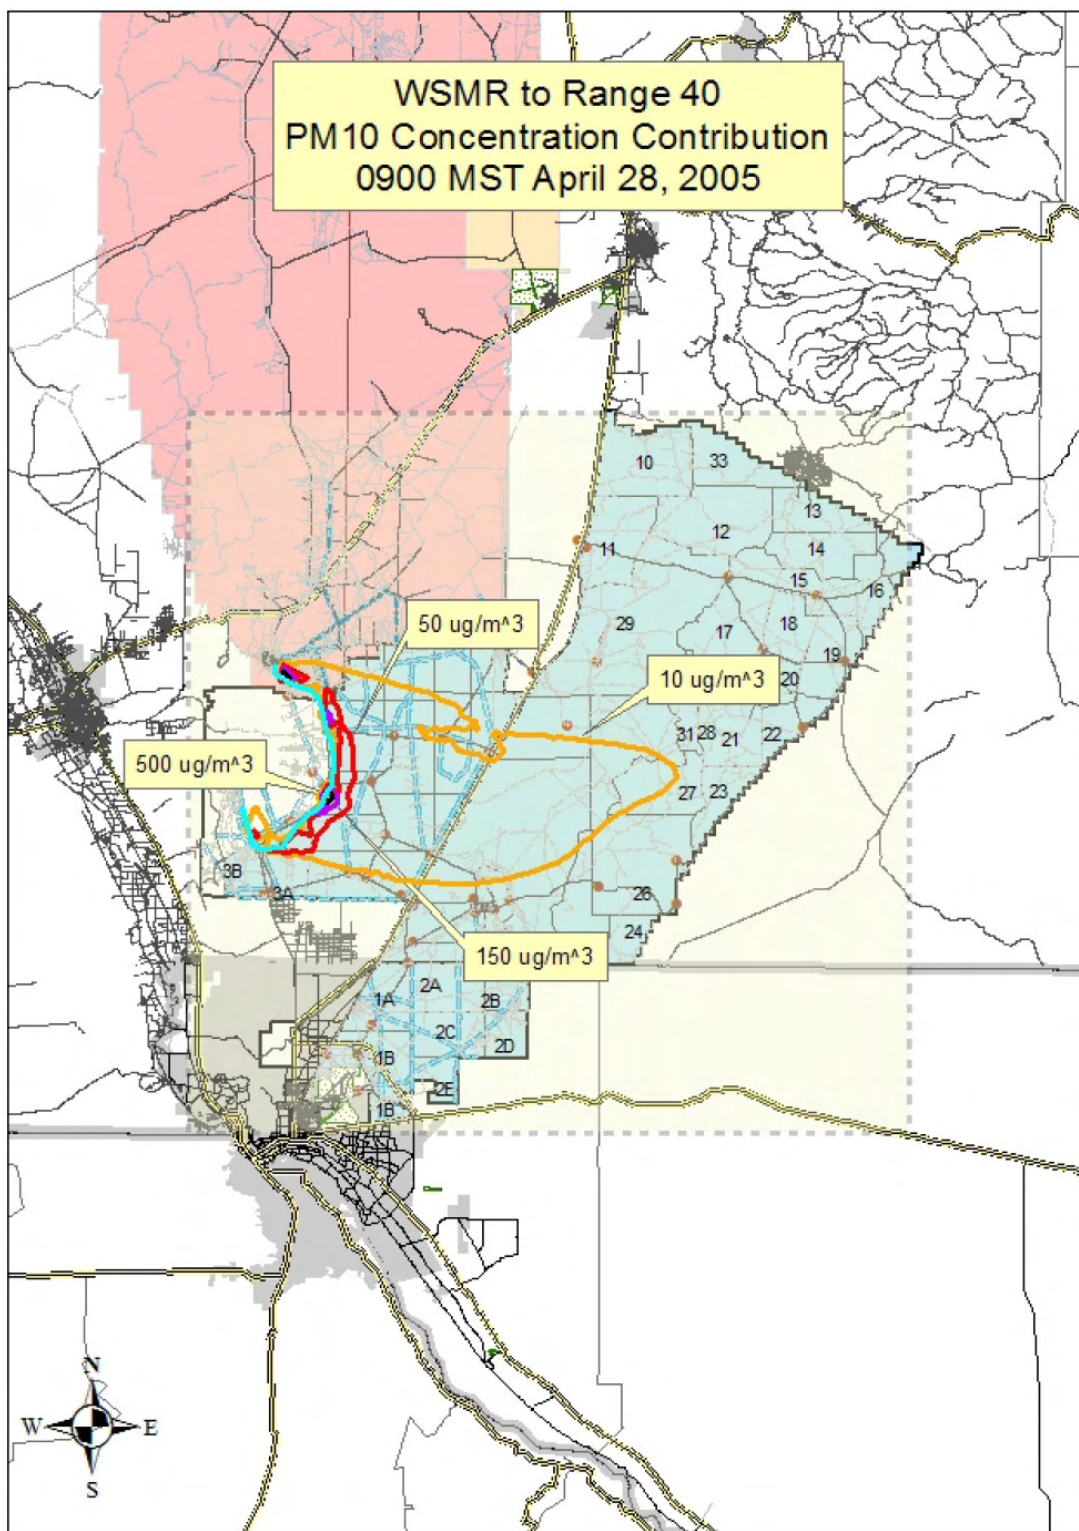 WSMR to Range 40
PM10 Concentration Contribution
0900 MST April 28, 2005
10
33
13
12
11
14
15
16
50 ug/m^3
29
17
18
19
10 ug/m^3
20
31
28
21
22
500 ug/m^3
27
23
3B
3A
26
24
150 ug/m^3
2A
1A
2B
2C
2D
1B
2E
1B
N
W
E
S